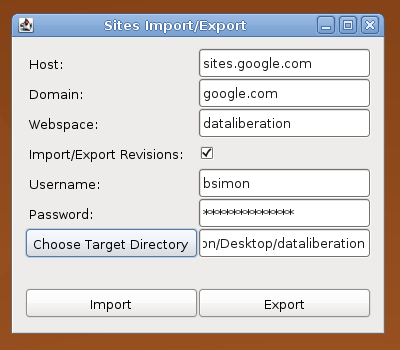 Sites Import/Export
Host: sites.google.com
Domain: google.com
Webspace: dataliberation
Import/Export Revisions:
Username: bsimon
Password: *************
Choose Target Directory on/Desktop/dataliberation
Import Export